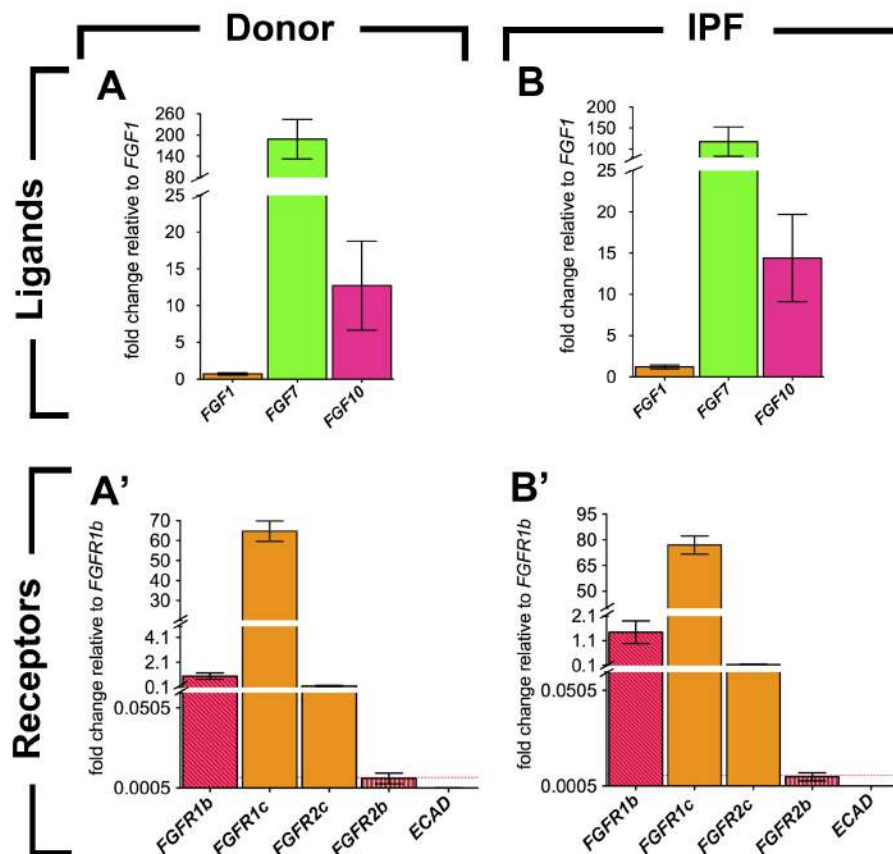 Donor
IPF
Ligands
A
fold change relative to FGF1
260
200
140
80
25
20
15
10
5
0
FGF1
FGF7
FGF10
B
fold change relative to FGF1
200
150
100
25
20
15
10
5
0
FGF1
FGF7
FGF10
Receptors
A’
fold change relative to FGFR1b
70
60
50
40
30
4.1
2.1
0.1
0.0505
0.0005
FGFR1b
FGFR1c
FGFR2c
FGFR2b
ECAD
B’
fold change relative to FGFR1b
95
80
65
50
2.1
1.1
0.1
0.0505
0.0005
FGFR1b
FGFR1c
FGFR2c
FGFR2b
ECAD